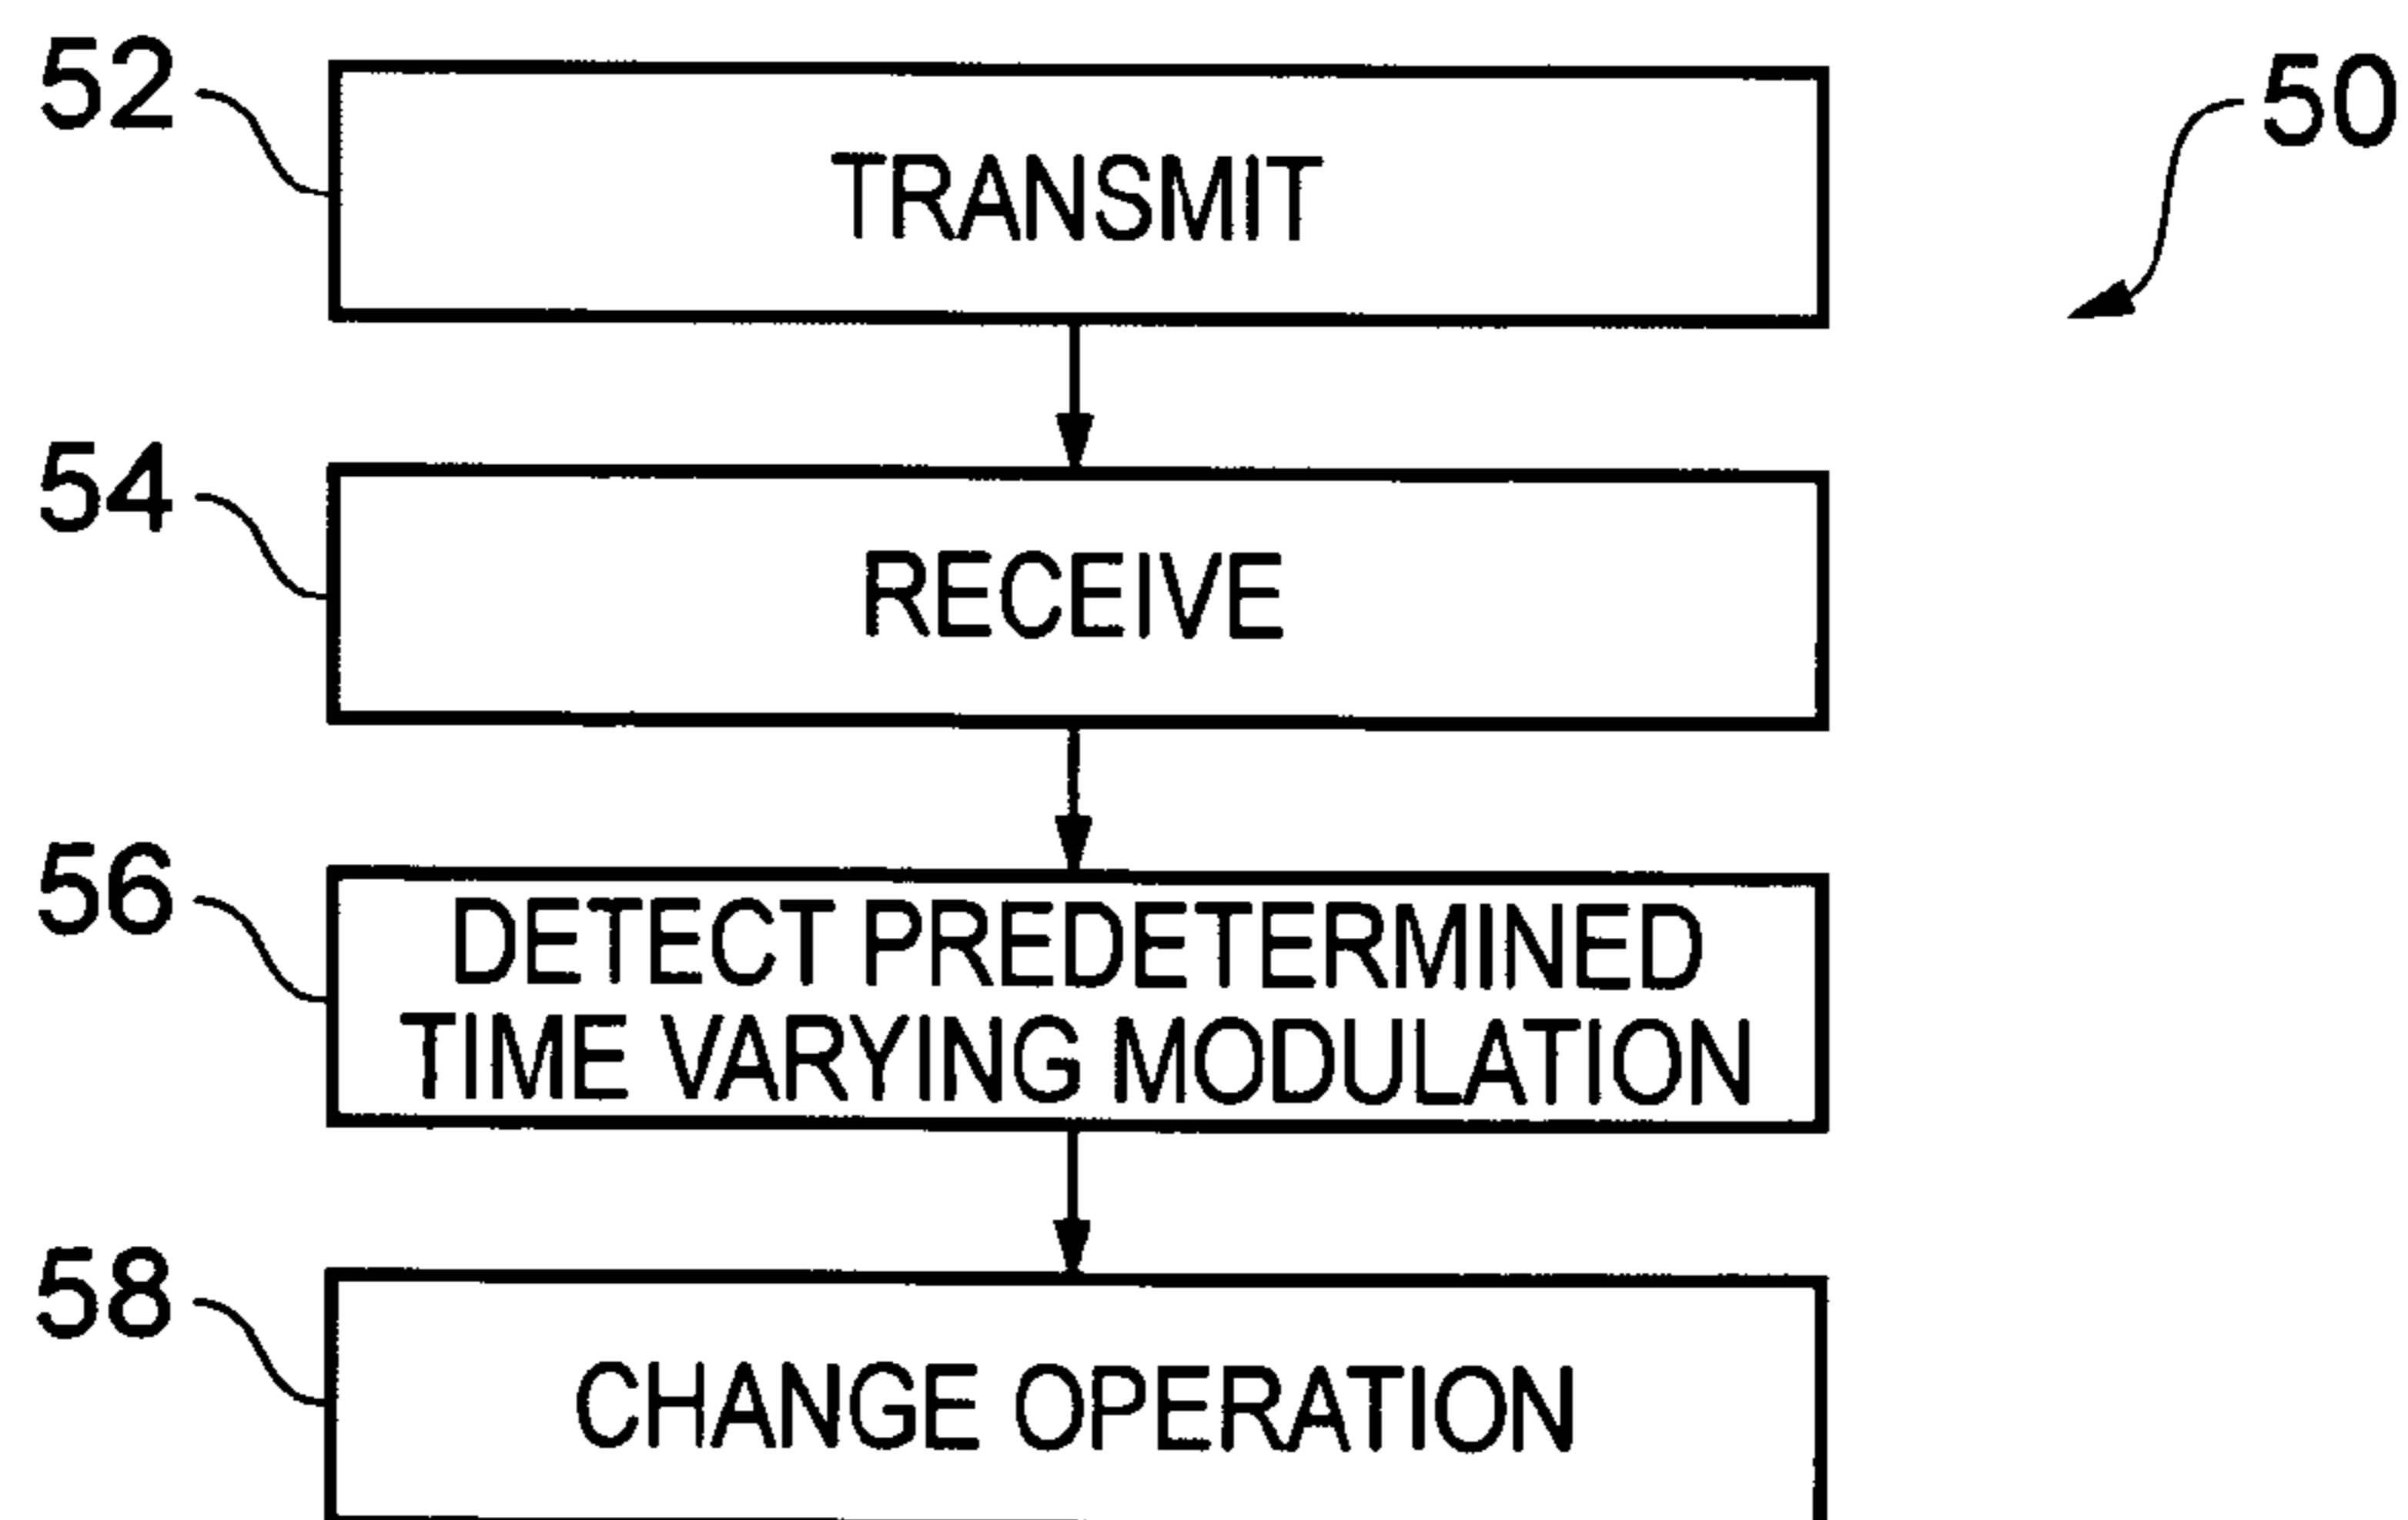 52
TRANSMIT
50
54
RECEIVE
56
DETECT PREDETERMINED
TIME VARYING MODULATION
58
CHANGE OPERATION